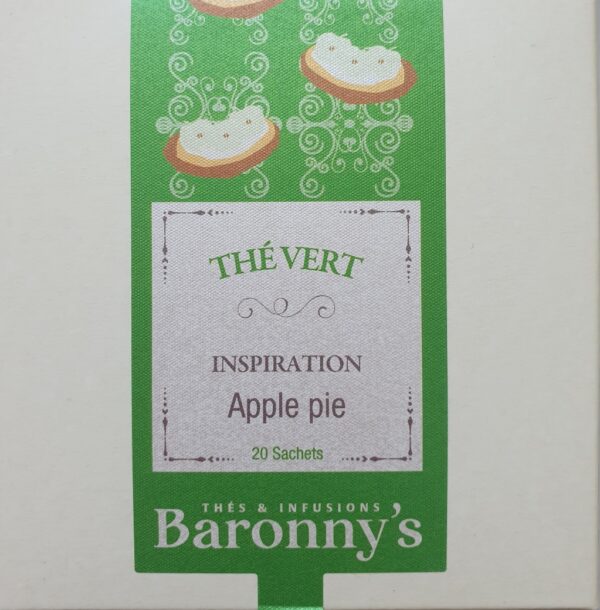 THÉ VERT
INSPIRATION
Apple pie
20 Sachets
THÉS & INFUSIONS
Baronny's